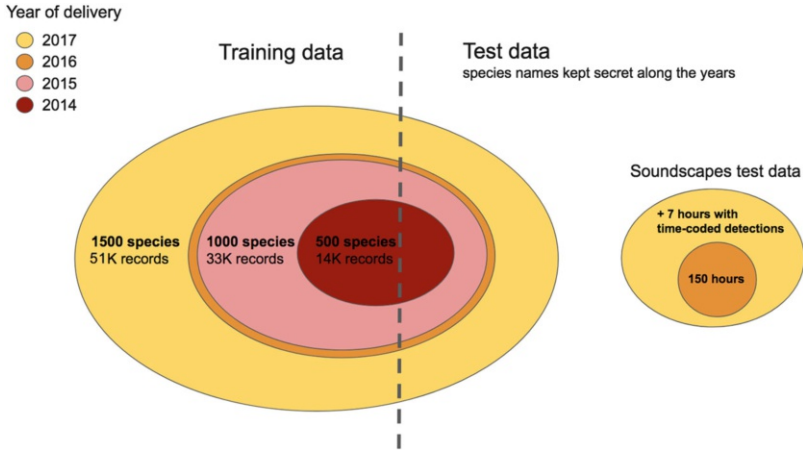 Year of delivery
2017
2016
2015
2014
Training data
Test data
species names kept secret along the years
1500 species
51K records
1000 species
33K records
500 species
14K records
Soundscapes test data
+ 7 hours with
time-coded detections
150 hours